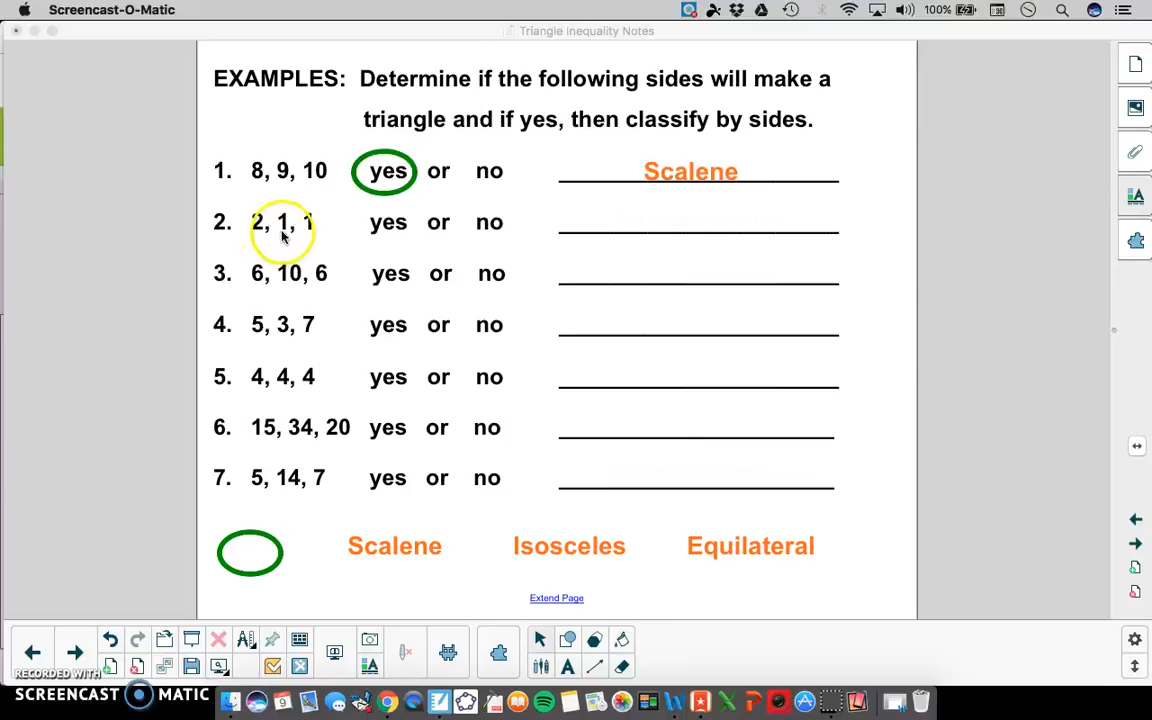 Screencast-O-Matic
100%
Triangle Inequality Notes
EXAMPLES: Determine if the following sides will make a
triangle and if yes, then classify by sides.
1. 8, 9, 10 yes or no Scalene
2. 2, 1, 1 yes or no
3. 6, 10, 6 yes or no
4. 5, 3, 7 yes or no
5. 4, 4, 4 yes or no
6. 15, 34, 20 yes or no
7. 5, 14, 7 yes or no
Scalene Isosceles Equilateral
Extend Page
RECORDED WITH
SCREENCAST MATIC